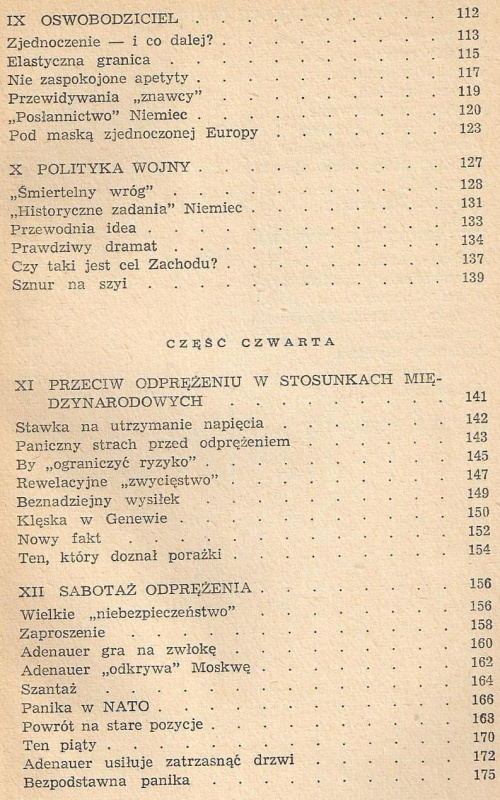 IX OSWOBODZICIEL . . . . . . . . . 112
Zjednoczenie — i co dalej? . . . . . . . . 113
Elastyczna granica . . . . . . . . . 115
Nie zaspokojone apetyty . . . . . . . . 117
Przewidywania „znawcy” . . . . . . . . 119
„Posłannictwo” Niemiec . . . . . . . . 120
Pod maską zjednoczonej Europy . . . . . . 123
X POLITYKA WOJNY . . . . . . . . . 127
„Śmiertelny wróg” . . . . . . . . . 128
„Historyczne zadania” Niemiec . . . . . . . 131
Przewodnia idea . . . . . . . . . 133
Prawdziwy dramat . . . . . . . . . 134
Czy taki jest cel Zachodu? . . . . . . . . 137
Sznur na szyi . . . . . . . . . . 139
CZĘŚĆ CZWARTA
XI PRZECIW ODPRĘŻENIU W STOSUNKACH MIĘ-
DZYNARODOWYCH . . . . . . . . 141
Stawka na utrzymanie napięcia . . . . . . 142
Paniczny strach przed odprężeniem . . . . . 143
By „ograniczyć ryzyko” . . . . . . . . 145
Rewelacyjne „zwycięstwo” . . . . . . . . 147
Beznadziejny wysiłek . . . . . . . . 149
Klęska w Genewie . . . . . . . . . 150
Nowy fakt . . . . . . . . . . 152
Ten, który doznał porażki . . . . . . . . 154
XII SABOTAŻ ODPRĘŻENIA . . . . . . . 156
Wielkie „niebezpieczeństwo” . . . . . . . 156
Zaproszenie . . . . . . . . . . 158
Adenauer gra na zwłokę . . . . . . . . 160
Adenauer „odkrywa” Moskwę . . . . . . . 162
Szantaż . . . . . . . . . . 164
Panika w NATO . . . . . . . . . 166
Powrót na stare pozycje . . . . . . . . 168
Ten piąty . . . . . . . . . . 170
Adenauer usiłuje zatrzasnąć drzwi . . . . . . 172
Bezpodstawna panika . . . . . . . . 175